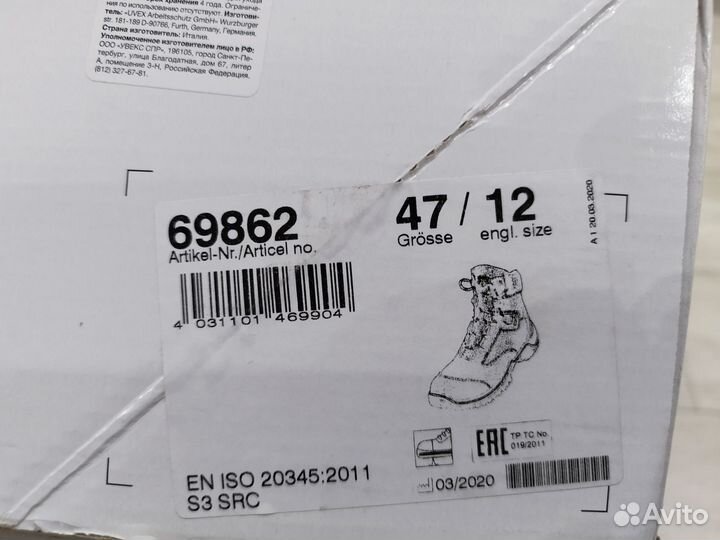 хранения 4 года. Ограниче-
ния по использованию отсутствуют. Изготови-
тель: «UVEX Arbeitsschutz GmbH» Wurzburger
str. 181-189 D-90766, Furth, Germany, Германия.
Страна изготовителя: Италия.
Уполномоченное изготовителем лицо в РФ:
ООО «УВЕКС СПР», 196105, город Санкт-Пе-
тербург, улица Благодатная, дом 67, литер
А, помещение 3-Н, Российская Федерация,
(812) 327-67-81.
69862
Artikel-Nr./Articel no.
47 / 12
Grösse engl. size
A 1 20.03.2020
4 031101 469904
EAC TP TC No.
019/2011
EN ISO 20345:2011
S3 SRC
03/2020
Avito